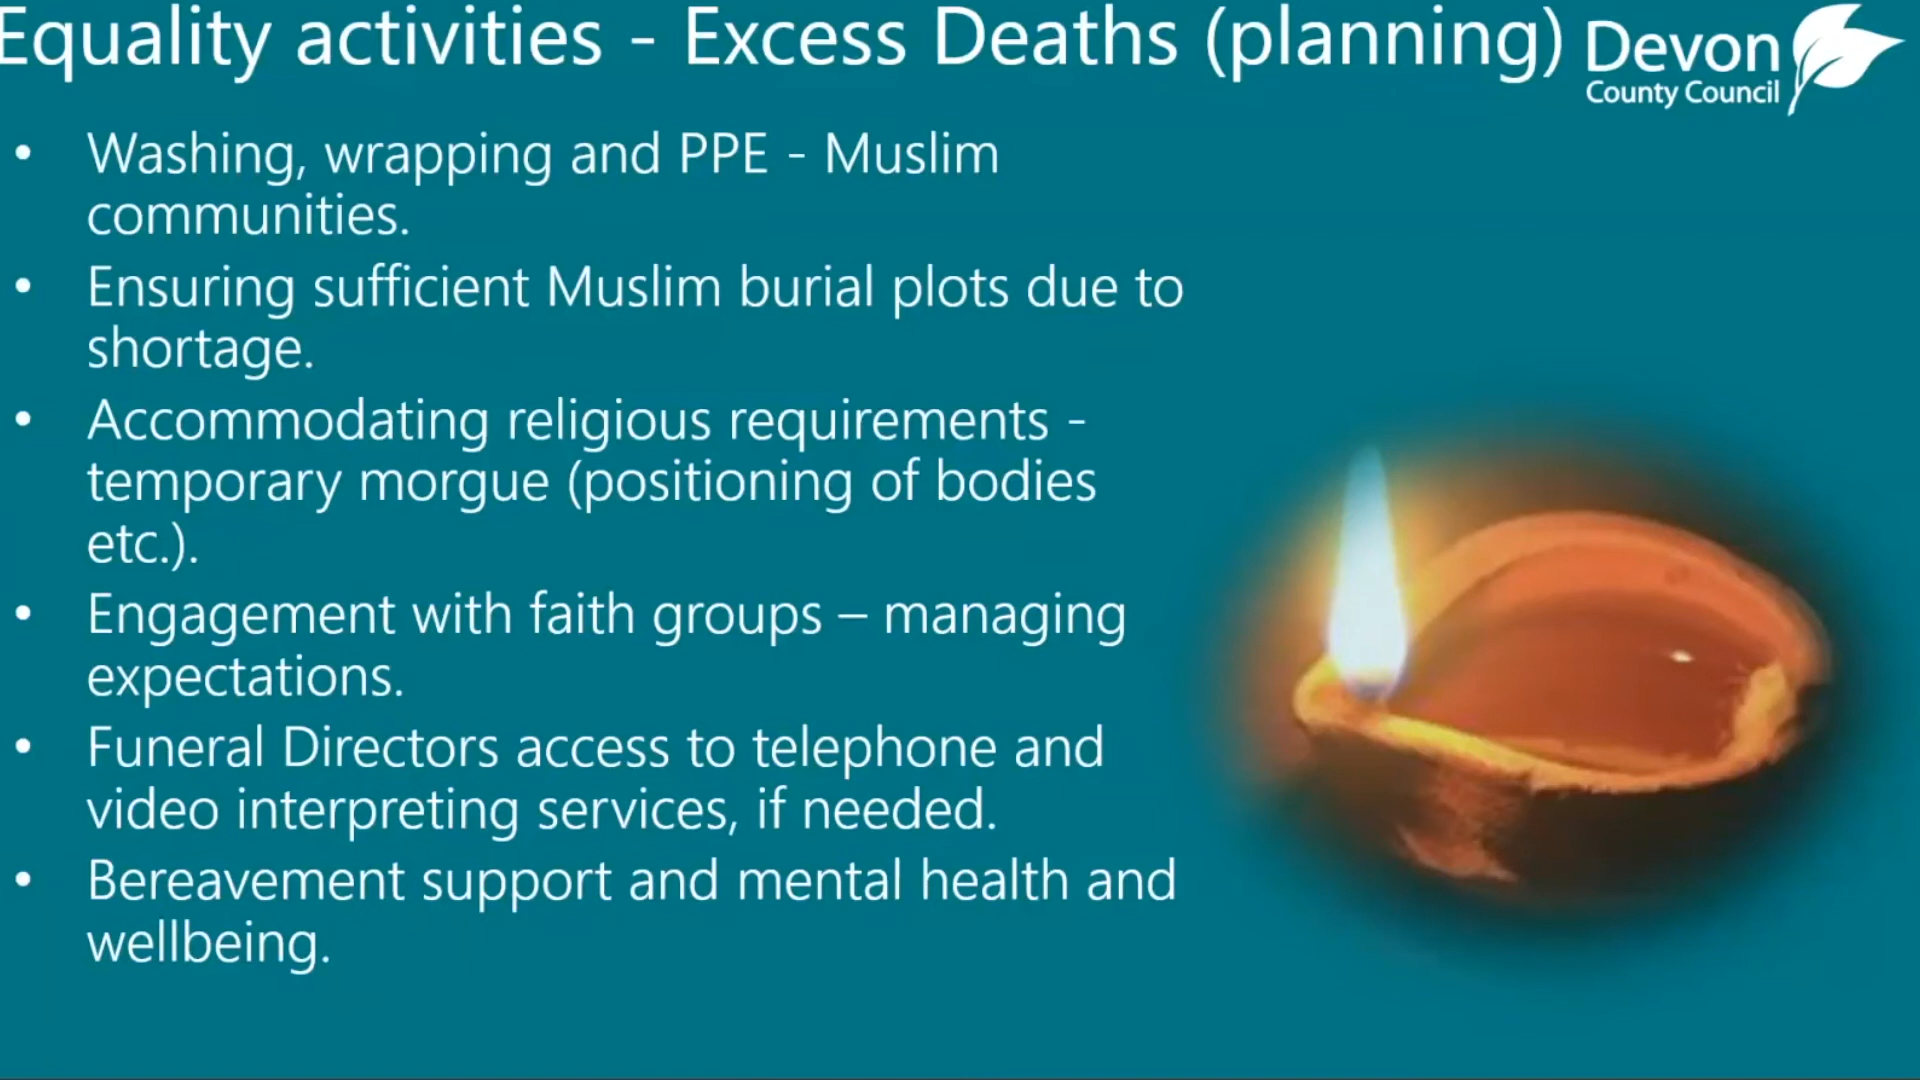 Equality activities - Excess Deaths (planning)
Devon
County Council
• Washing, wrapping and PPE - Muslim
communities.
• Ensuring sufficient Muslim burial plots due to
shortage.
• Accommodating religious requirements -
temporary morgue (positioning of bodies
etc.).
• Engagement with faith groups – managing
expectations.
• Funeral Directors access to telephone and
video interpreting services, if needed.
• Bereavement support and mental health and
wellbeing.